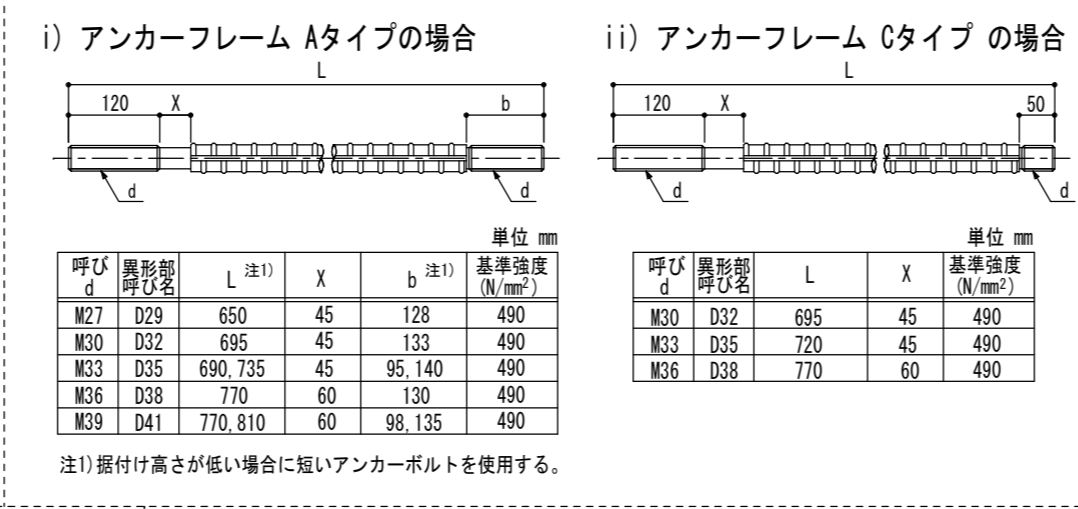 i) アンカーフレーム Aタイプの場合
L
120 X b
d d
単位 mm
呼び d 異形部呼び名 L 注1) X b 注1) 基準強度 (N/mm²)
M27 D29 650 45 128 490
M30 D32 695 45 133 490
M33 D35 690,735 45 95,140 490
M36 D38 770 60 130 490
M39 D41 770,810 60 98,135 490
注1)据付け高さが低い場合に短いアンカーボルトを使用する。
ii) アンカーフレーム Cタイプ の場合
L
120 X 50
d d
単位 mm
呼び d 異形部呼び名 L X 基準強度 (N/mm²)
M30 D32 695 45 490
M33 D35 720 45 490
M36 D38 770 60 490